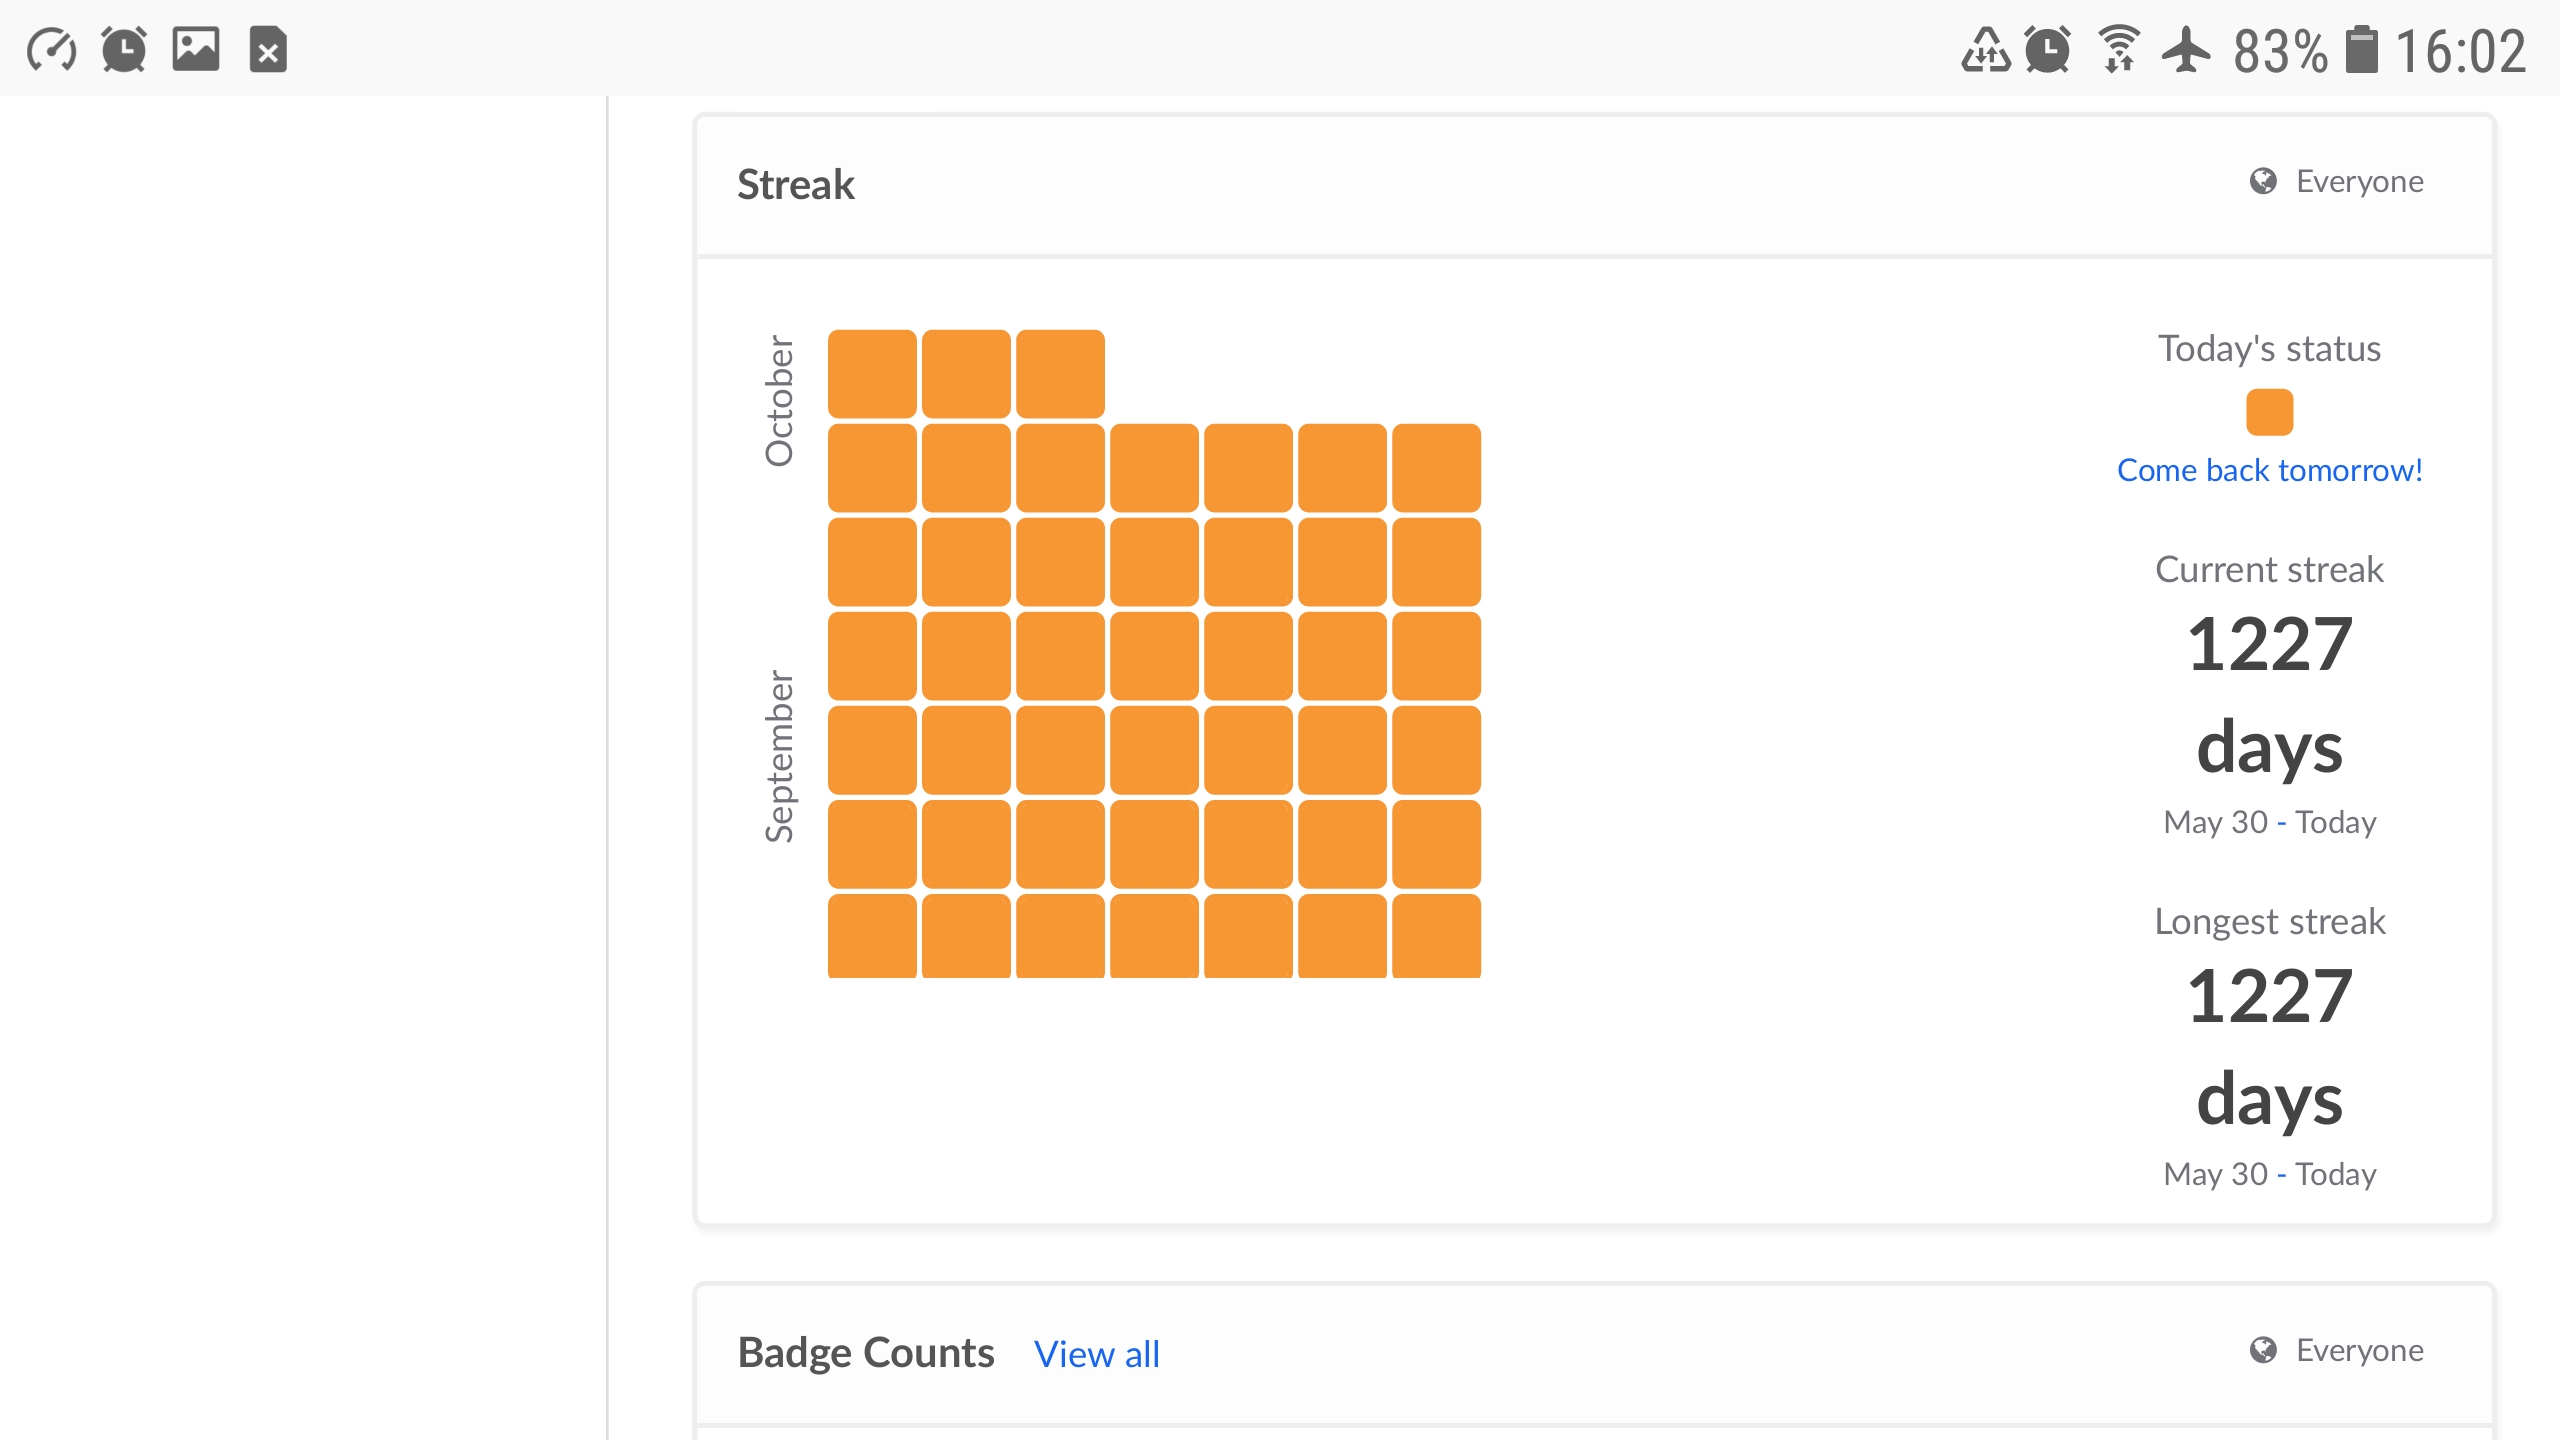 83% 16:02
Streak
Everyone
October
September
Today's status
Come back tomorrow!
Current streak
1227
days
May 30 - Today
Longest streak
1227
days
May 30 - Today
Badge Counts View all
Everyone